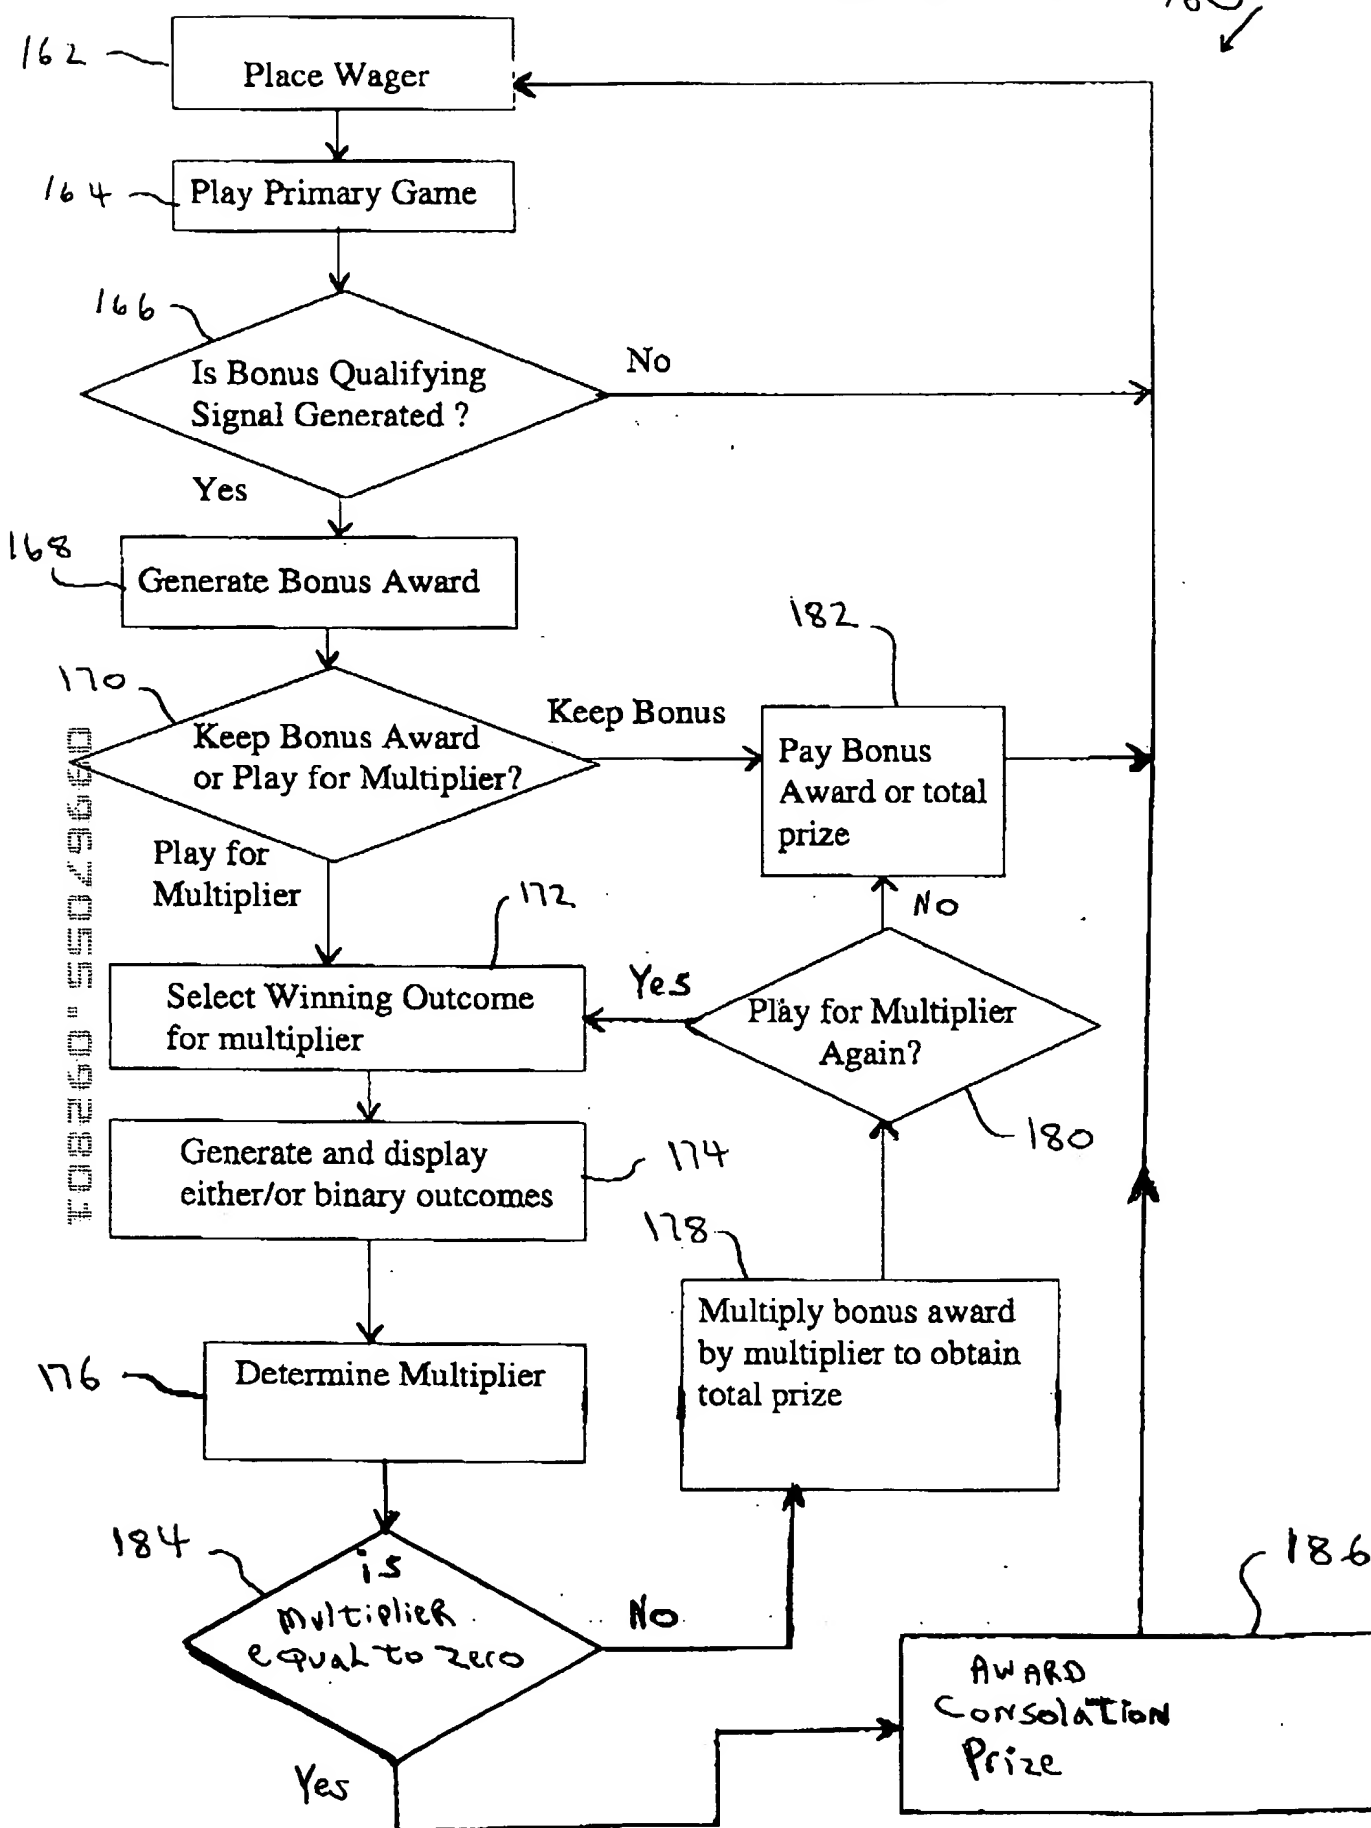 162
Place Wager
164
Play Primary Game
166
Is Bonus Qualifying
Signal Generated ?
No
Yes
168
Generate Bonus Award
182
170
Keep Bonus Award
or Play for Multiplier?
Keep Bonus
Pay Bonus
Award or total
prize
Play for
Multiplier
172
No
Select Winning Outcome
for multiplier
Yes
Play for Multiplier
Again?
180
Generate and display
either/or binary outcomes
174
178
Multiply bonus award
by multiplier to obtain
total prize
176
Determine Multiplier
184
is
multiplier
equal to zero
No
186
AWARD
Consolation
Prize
Yes